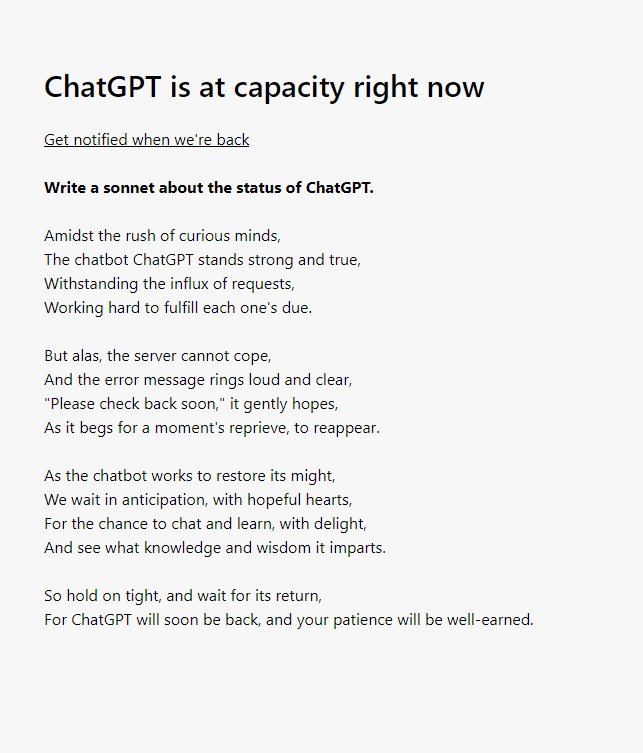 ChatGPT is at capacity right now
Get notified when we're back
Write a sonnet about the status of ChatGPT.
Amidst the rush of curious minds,
The chatbot ChatGPT stands strong and true,
Withstanding the influx of requests,
Working hard to fulfill each one's due.
But alas, the server cannot cope,
And the error message rings loud and clear,
"Please check back soon," it gently hopes,
As it begs for a moment's reprieve, to reappear.
As the chatbot works to restore its might,
We wait in anticipation, with hopeful hearts,
For the chance to chat and learn, with delight,
And see what knowledge and wisdom it imparts.
So hold on tight, and wait for its return,
For ChatGPT will soon be back, and your patience will be well-earned.